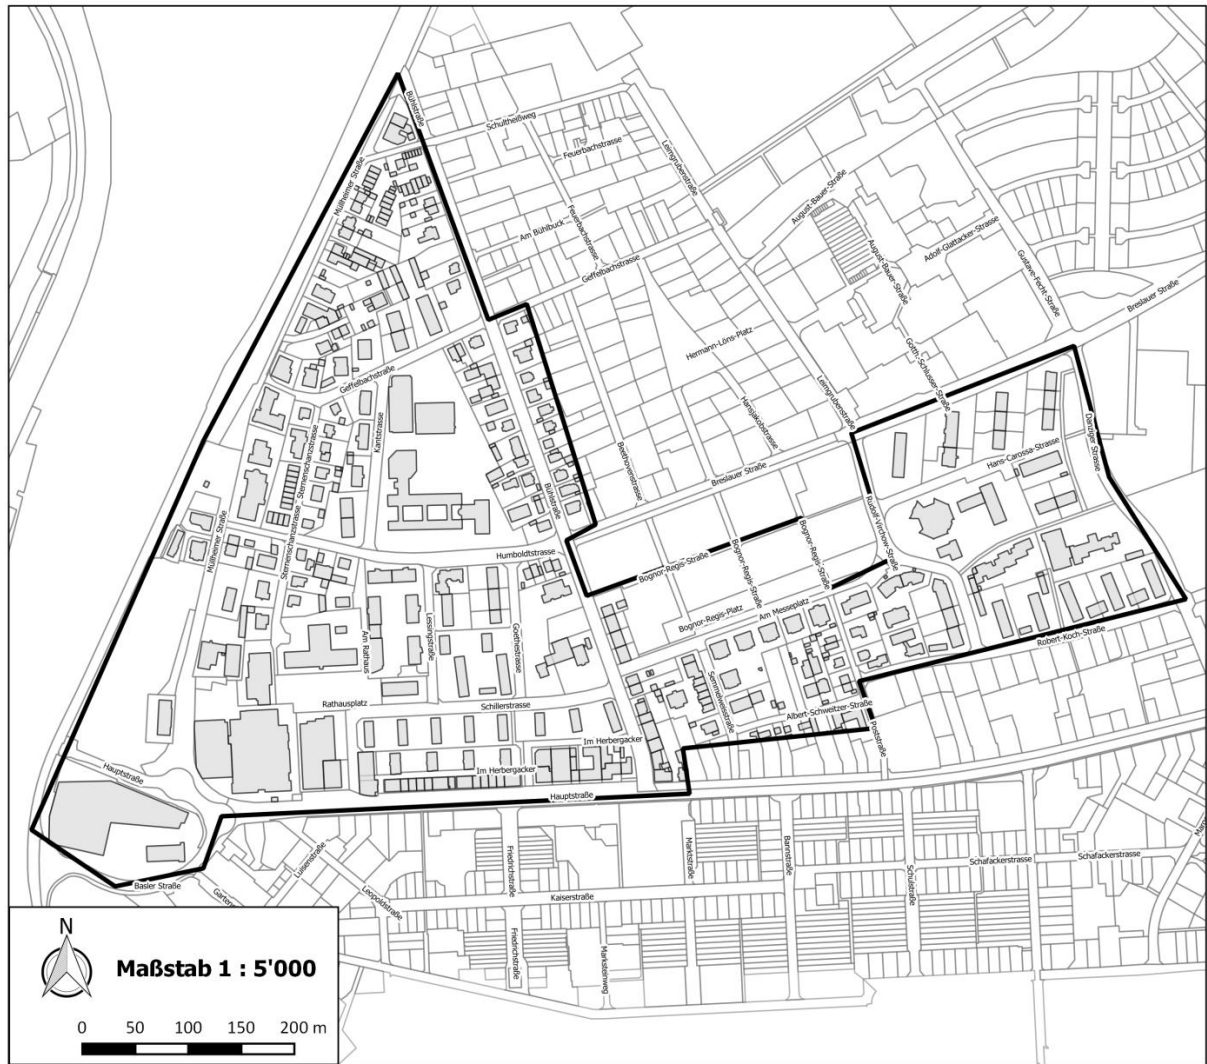 Bühlstraße
Schultheißweg
Feuerbachstrasse
Leimgrubenstraße
Müllheimer Straße
August-Bauer-Straße
Am Bühlbuck
Feuerbachstrasse
Adolf-Glattacker-Strasse
Geffelbachstrasse
August-Bauer-Straße
Gustave-Fecht-Straße
Breslauer Straße
Hermann-Löns-Platz
Gotth.-Schlusser-Straße
Geffelbachstraße
Leimgrubenstraße
Hansjakobstrasse
Kantstrasse
Danziger Strasse
Sternenschanzstrasse
Beethovenstrasse
Hans-Carossa-Strasse
Breslauer Straße
Bühlstraße
Müllheimer Straße
Sternenschanzstrasse
Rudolf-Virchow-Straße
Humboldtstrasse
Bognor-Regis-Straße
Bognor-Regis-Straße
Bognor-Regis-Straße
Am Messeplatz
Bognor-Regis-Platz
Robert-Koch-Straße
Am Rathaus
Lessingstraße
Goethestrasse
Semmelweisstraße
Rathausplatz
Schillerstrasse
Albert-Schweitzer-Straße
Poststraße
Im Herbergacker
Im Herbergacker
Hauptstraße
Hauptstraße
Luisenstraße
Friedrichstraße
Marktstraße
Bannstraße
Schulstraße
Schafackerstrasse
Schafackerstrasse
Basler Straße
Leopoldstraße
Kaiserstraße
Friedrichstraße
Marksteinweg
N
Maßstab 1 : 5'000
0 50 100 150 200 m